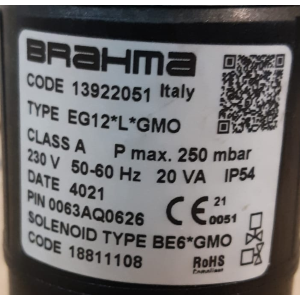 BRAHMA
CODE 13922051 Italy
TYPE EG12*L*GMO
CLASS A P max. 250 mbar
230 V 50-60 Hz 20 VA IP54
DATE 4021
PIN 0063AQ0626 CE 21
0051
SOLENOID TYPE BE6*GMO
CODE 18811108 RoHS